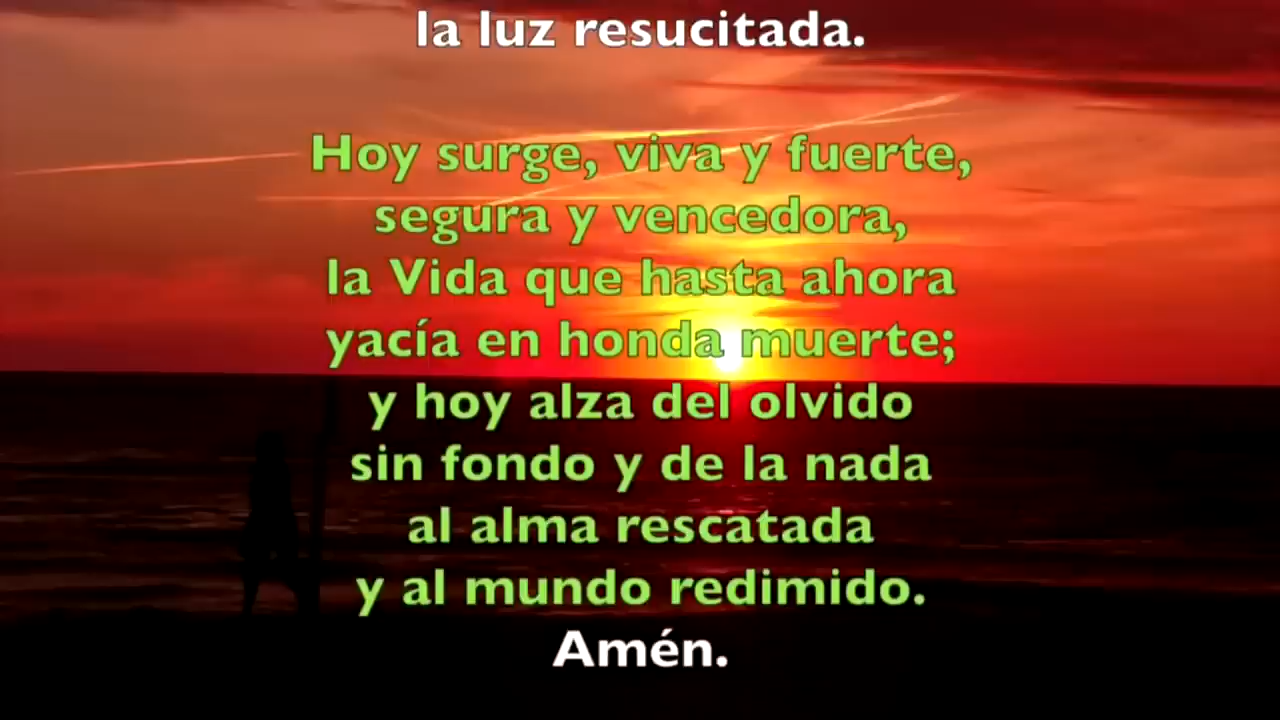 la luz resucitada.
Hoy surge, viva y fuerte,
segura y vencedora,
la Vida que hasta ahora
yacía en honda muerte;
y hoy alza del olvido
sin fondo y de la nada
al alma rescatada
y al mundo redimido.
Amén.